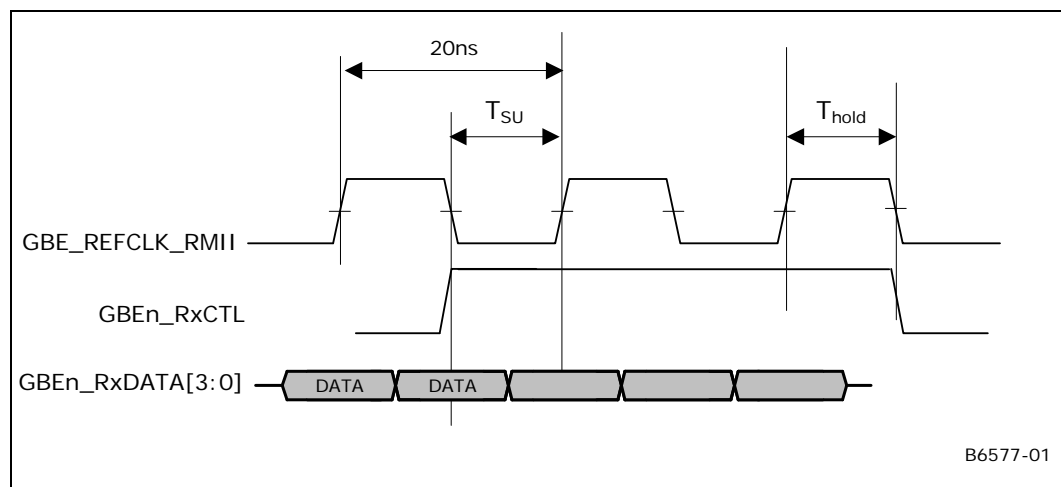 20ns
TSU
Thold
GBE_REFCLK_RMII
GBEn_RxCTL
GBEn_RxDATA[3:0]
DATA
DATA
B6577-01